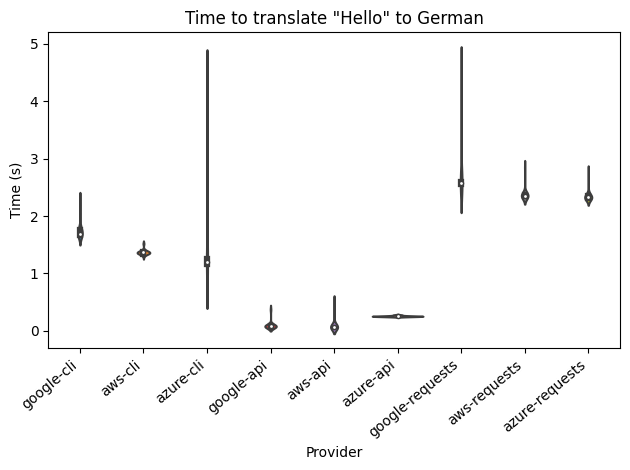 Time to translate "Hello" to German
Time (s)
5
4
3
2
1
0
google-cli
aws-cli
azure-cli
google-api
aws-api
azure-api
google-requests
aws-requests
azure-requests
Provider